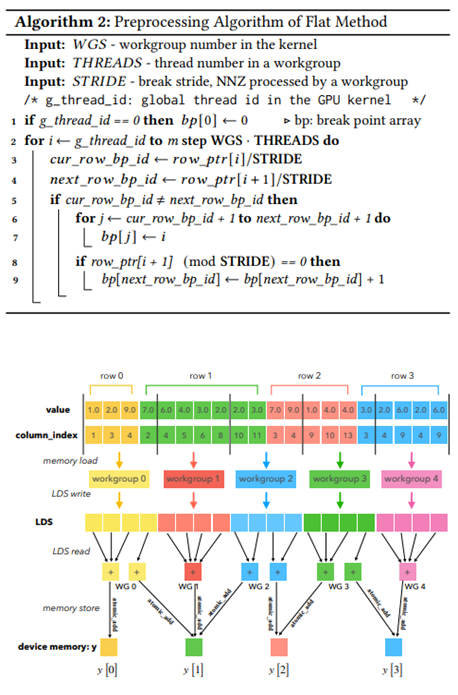 Algorithm 2: Preprocessing Algorithm of Flat Method
Input: WGS - workgroup number in the kernel
Input: THREADS - thread number in a workgroup
Input: STRIDE - break stride, NNZ processed by a workgroup
/* g_thread_id: global thread id in the GPU kernel */
1 if g_thread_id == 0 then bp[0] ← 0 ▹ bp: break point array
2 for i ← g_thread_id to m step WGS · THREADS do
3 cur_row_bp_id ← row_ptr[i]/STRIDE
4 next_row_bp_id ← row_ptr[i + 1]/STRIDE
5 if cur_row_bp_id ≠ next_row_bp_id then
6 for j ← cur_row_bp_id + 1 to next_row_bp_id + 1 do
7 bp[j] ← i
8 if row_ptr[i + 1] (mod STRIDE) == 0 then
9 bp[next_row_bp_id] ← bp[next_row_bp_id] + 1
row 0 row 1 row 2 row 3
value 1.0 2.0 9.0 7.0 6.0 4.0 3.0 2.0 2.0 3.0 7.0 9.0 1.0 4.0 4.0 3.0 2.0 6.0 2.0 6.0
column_index 1 3 4 2 4 5 6 8 10 11 3 4 9 10 13 3 4 9 4 9
memory load
workgroup 0 workgroup 1 workgroup 2 workgroup 3 workgroup 4
LDS write
LDS
LDS read
+ + + + + + + +
WG 0 WG 1 WG 2 WG 3 WG 4
memory store
atomic_add atomic_add atomic_add atomic_add atomic_add atomic_add atomic_add atomic_add
device memory: y
y [0] y [1] y [2] y [3]